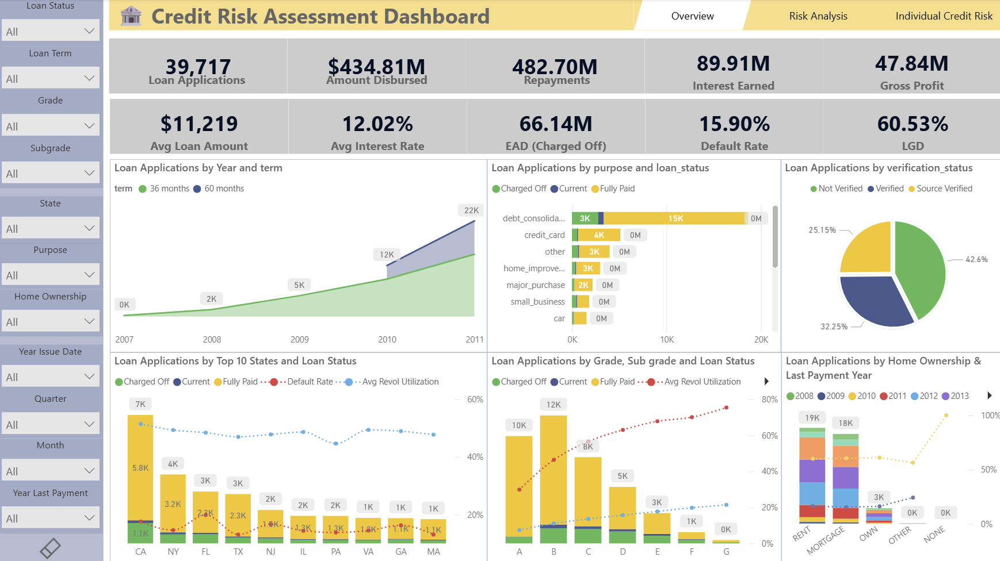 Loan Status
All
Loan Term
All
Grade
All
Subgrade
All
State
All
Purpose
All
Home Ownership
All
Year Issue Date
All
Quarter
All
Month
All
Year Last Payment
All
Credit Risk Assessment Dashboard
Overview
Risk Analysis
Individual Credit Risk
39,717
Loan Applications
$434.81M
Amount Disbursed
482.70M
Repayments
89.91M
Interest Earned
47.84M
Gross Profit
$11,219
Avg Loan Amount
12.02%
Avg Interest Rate
66.14M
EAD (Charged Off)
15.90%
Default Rate
60.53%
LGD
Loan Applications by Year and term
term 36 months 60 months
22K
12K
5K
2K
0K
2007 2008 2009 2010 2011
Loan Applications by purpose and loan_status
Charged Off Current Fully Paid
debt_consolida... 3K 15K 0M
credit_card 4K 0M
other 3K 0M
home_improve... 3K 0M
major_purchase 2K 0M
small_business 0M
car 0M
0K 10K 20K
Loan Applications by verification_status
Not Verified Verified Source Verified
25.15%
42.6%
32.25%
Loan Applications by Top 10 States and Loan Status
Charged Off Current Fully Paid Default Rate Avg Revol Utilization
7K 4K 3K 3K 2K 2K 2K 1K 1K 1K
5.8K 3.2K 2.3K 2.3K 1.5K 1.3K 1.3K 1.2K 1.1K 1.1K
1.1K
60%
40%
20%
CA NY FL TX NJ IL PA VA GA MA
Loan Applications by Grade, Sub grade and Loan Status
Charged Off Current Fully Paid Avg Revol Utilization
10K 12K 8K 5K 3K 1K 0K
80%
60%
40%
20%
0%
A B C D E F G
Loan Applications by Home Ownership &
Last Payment Year
2008 2009 2010 2011 2012 2013
19K 18K 3K 0K 0K
100%
50%
0%
RENT MORTGAGE OWN OTHER NONE